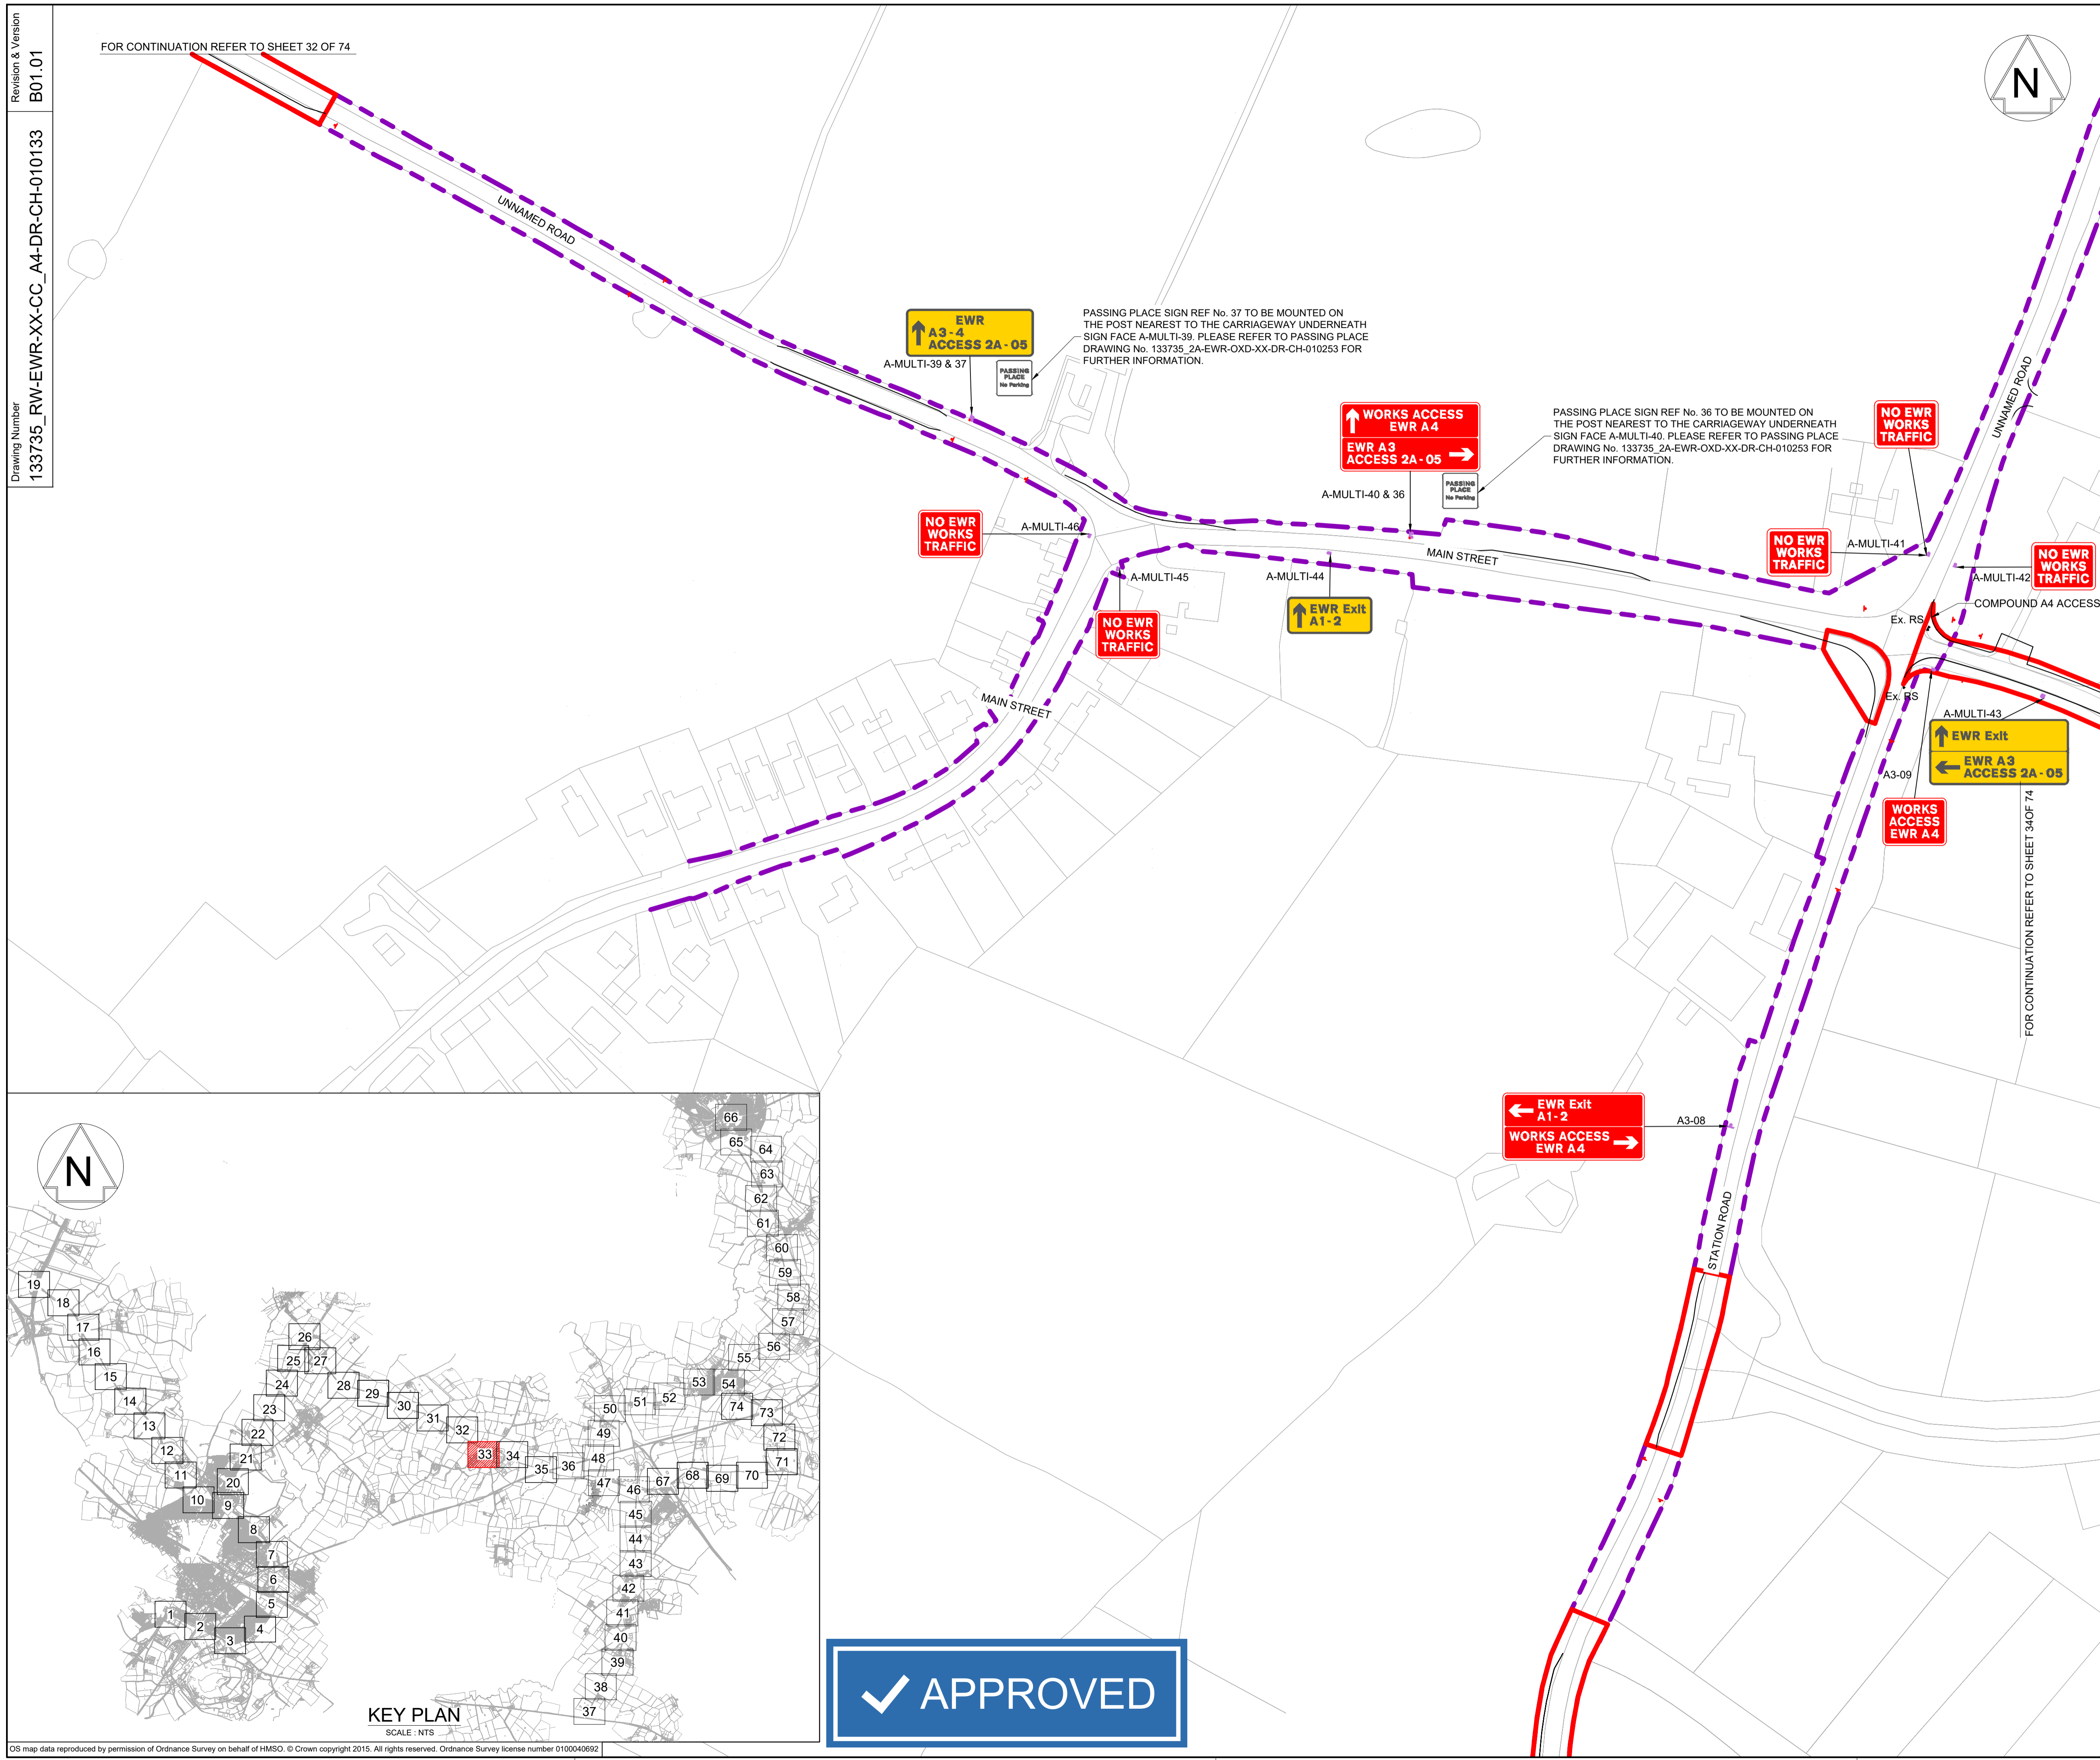 Revision & Version
B01.01
Drawing Number
133735_RW-EWR-XX-CC_A4-DR-CH-010133
FOR CONTINUATION REFER TO SHEET 32 OF 74
N
UNNAMED ROAD
EWR
A3-4
ACCESS 2A-05
A-MULTI-39 & 37
PASSING
PLACE
No Parking
PASSING PLACE SIGN REF No. 37 TO BE MOUNTED ON
THE POST NEAREST TO THE CARRIAGEWAY UNDERNEATH
SIGN FACE A-MULTI-39. PLEASE REFER TO PASSING PLACE
DRAWING No. 133735_2A-EWR-OXD-XX-DR-CH-010253 FOR
FURTHER INFORMATION.
WORKS ACCESS
EWR A4
EWR A3
ACCESS 2A-05
A-MULTI-40 & 36
PASSING
PLACE
No Parking
PASSING PLACE SIGN REF No. 36 TO BE MOUNTED ON
THE POST NEAREST TO THE CARRIAGEWAY UNDERNEATH
SIGN FACE A-MULTI-40. PLEASE REFER TO PASSING PLACE
DRAWING No. 133735_2A-EWR-OXD-XX-DR-CH-010253 FOR
FURTHER INFORMATION.
NO EWR
WORKS
TRAFFIC
UNNAMED ROAD
NO EWR
WORKS
TRAFFIC
A-MULTI-46
NO EWR
WORKS
TRAFFIC
A-MULTI-41
NO EWR
WORKS
TRAFFIC
A-MULTI-42
MAIN STREET
A-MULTI-45
A-MULTI-44
EWR Exit
A1-2
NO EWR
WORKS
TRAFFIC
COMPOUND A4 ACCESS
Ex. RS
Ex. RS
MAIN STREET
A-MULTI-43
EWR Exit
EWR A3
ACCESS 2A-05
A3-09
WORKS
ACCESS
EWR A4
FOR CONTINUATION REFER TO SHEET 34OF 74
EWR Exit
A1-2
WORKS ACCESS
EWR A4
A3-08
STATION ROAD
N
66
65
64
63
62
61
60
59
58
57
56
55
19
18
17
16
15
14
13
12
11
10
9
26
25
27
24
28
29
23
30
31
22
32
21
20
33
34
35
36
53
54
52
51
50
74
73
49
72
48
71
47
46
67
68
69
70
45
44
43
42
41
40
39
38
37
8
7
6
5
4
3
2
1
KEY PLAN
SCALE : NTS
APPROVED
OS map data reproduced by permission of Ordnance Survey on behalf of HMSO. © Crown copyright 2015. All rights reserved. Ordnance Survey license number 0100040692